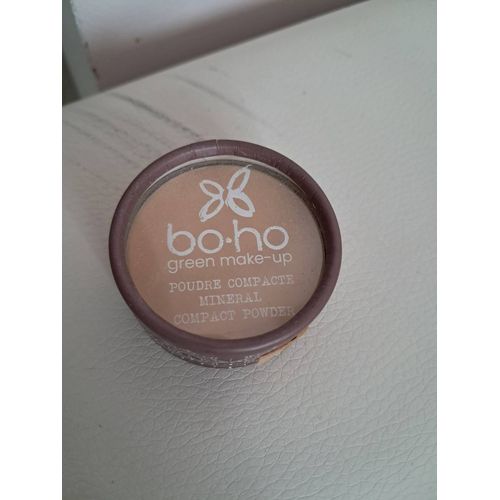 bo•ho
green make-up
POUDRE COMPACTE
MINERAL
COMPACT POWDER